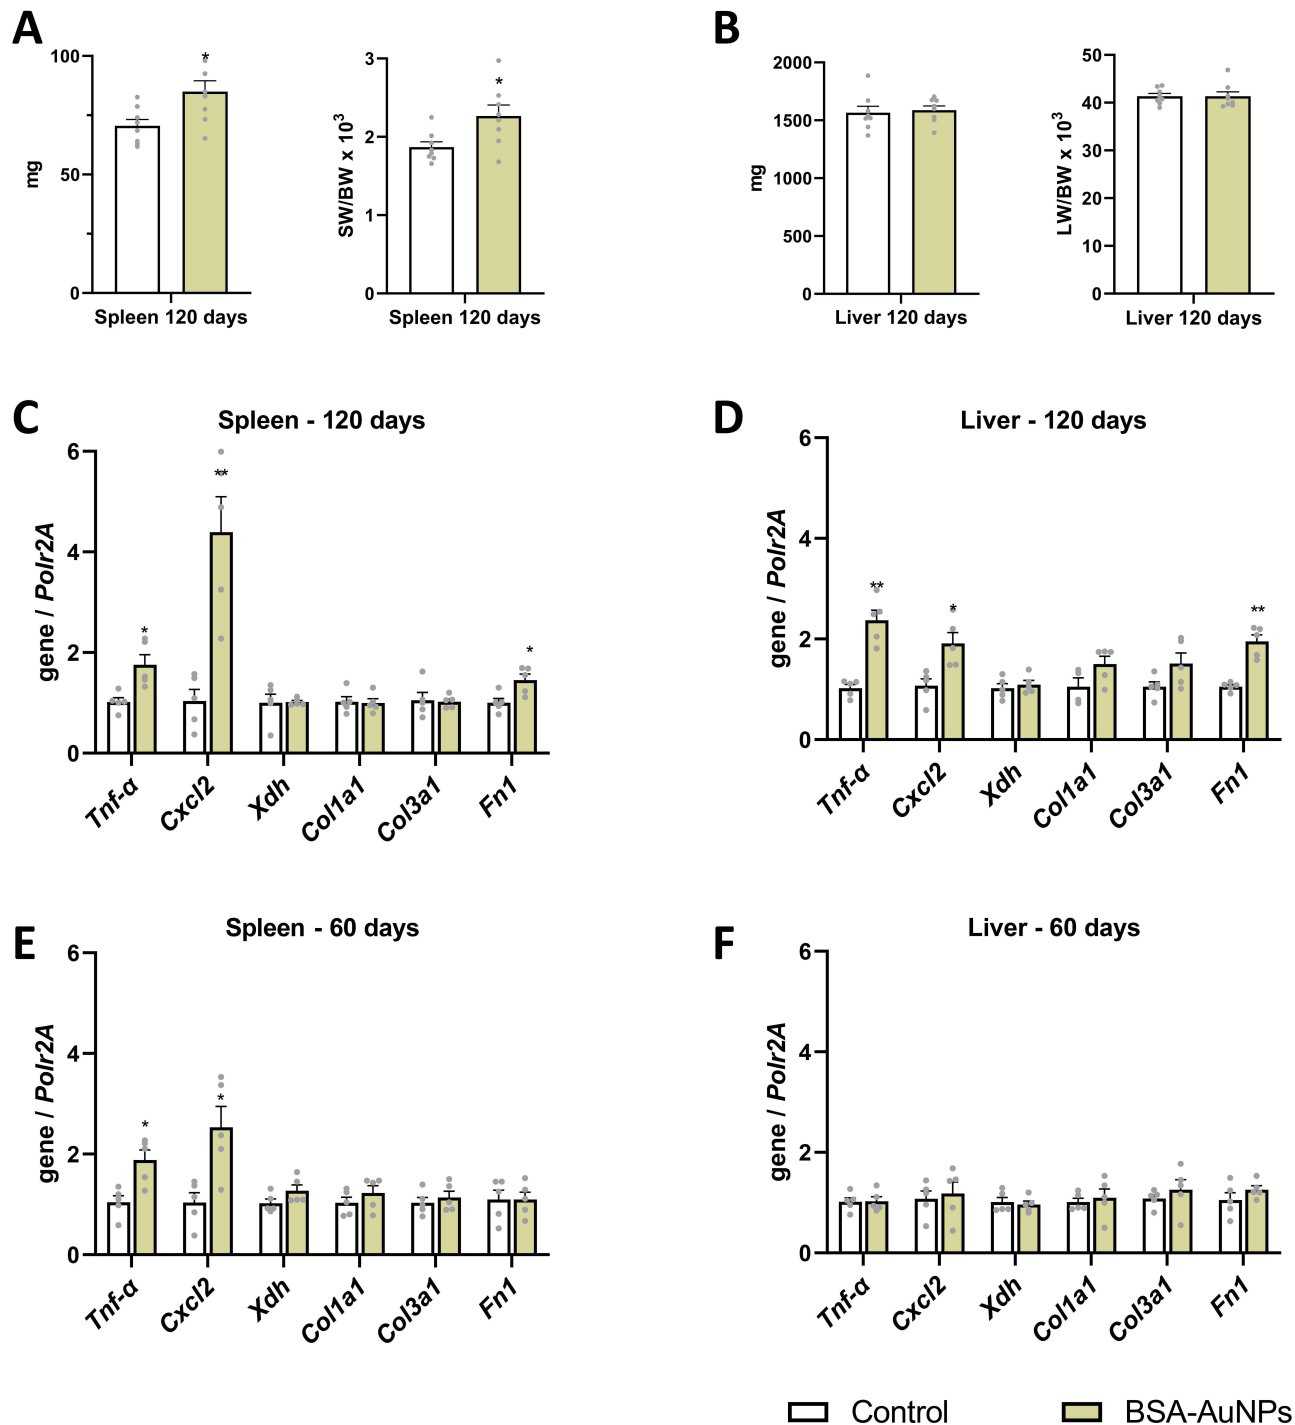 A
100
50
0
mg
*
Spleen 120 days
3
2
1
0
SW/BW x 10³
*
Spleen 120 days
B
2000
1500
1000
500
0
mg
Liver 120 days
50
40
30
20
10
0
LW/BW x 10³
Liver 120 days
C
Spleen - 120 days
6
4
2
0
gene / Polr2A
*
**
*
Tnf-α
Cxcl2
Xdh
Col1a1
Col3a1
Fn1
D
Liver - 120 days
6
4
2
0
gene / Polr2A
**
*
**
Tnf-α
Cxcl2
Xdh
Col1a1
Col3a1
Fn1
E
Spleen - 60 days
6
4
2
0
gene / Polr2A
*
*
Tnf-α
Cxcl2
Xdh
Col1a1
Col3a1
Fn1
F
Liver - 60 days
6
4
2
0
gene / Polr2A
Tnf-α
Cxcl2
Xdh
Col1a1
Col3a1
Fn1
Control
BSA-AuNPs